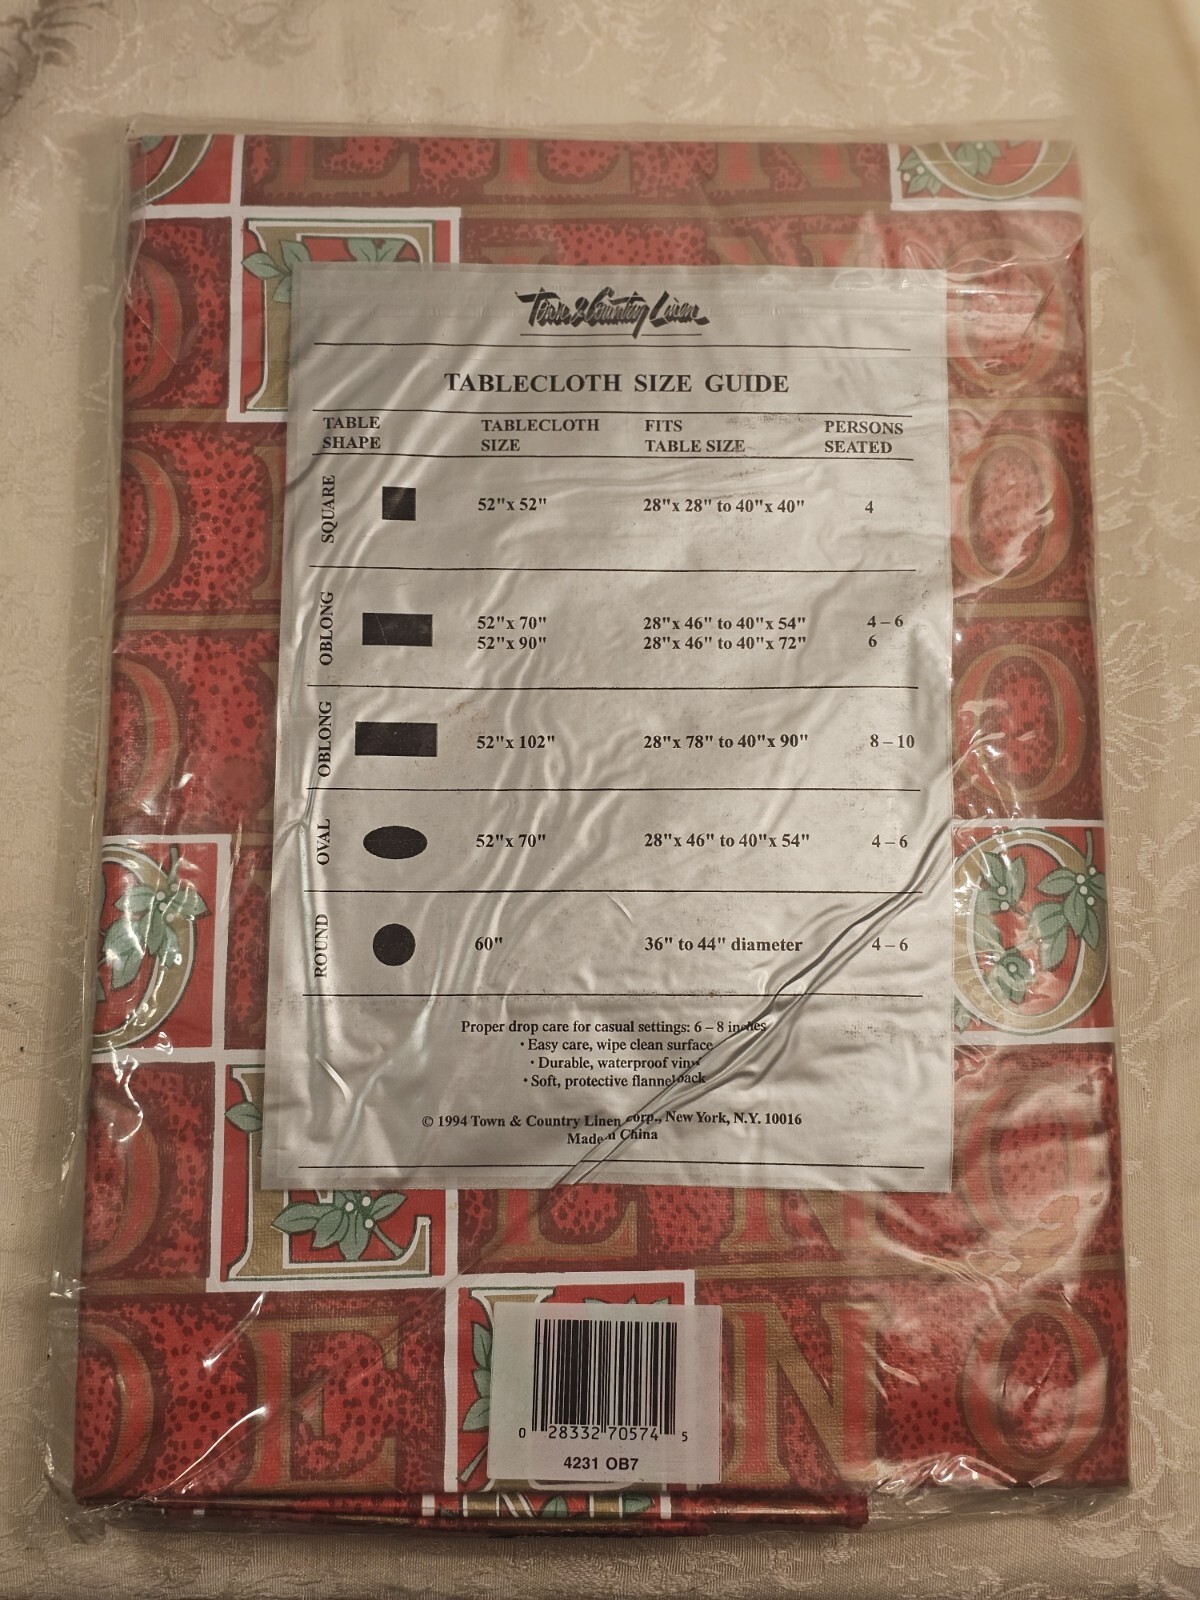 Town & Country Linen
TABLECLOTH SIZE GUIDE
TABLE SHAPE TABLECLOTH SIZE FITS TABLE SIZE PERSONS SEATED
SQUARE 52"x 52" 28"x 28" to 40"x 40" 4
OBLONG 52"x 70" 28"x 46" to 40"x 54" 4 – 6
52"x 90" 28"x 46" to 40"x 72" 6
OBLONG 52"x 102" 28"x 78" to 40"x 90" 8 – 10
OVAL 52"x 70" 28"x 46" to 40"x 54" 4 – 6
ROUND 60" 36" to 44" diameter 4 – 6
Proper drop care for casual settings: 6 – 8 inches
• Easy care, wipe clean surface
• Durable, waterproof vinyl
• Soft, protective flannel back
© 1994 Town & Country Linen corp., New York, N.Y. 10016
Made in China
0 28332 70574 5
4231 OB7